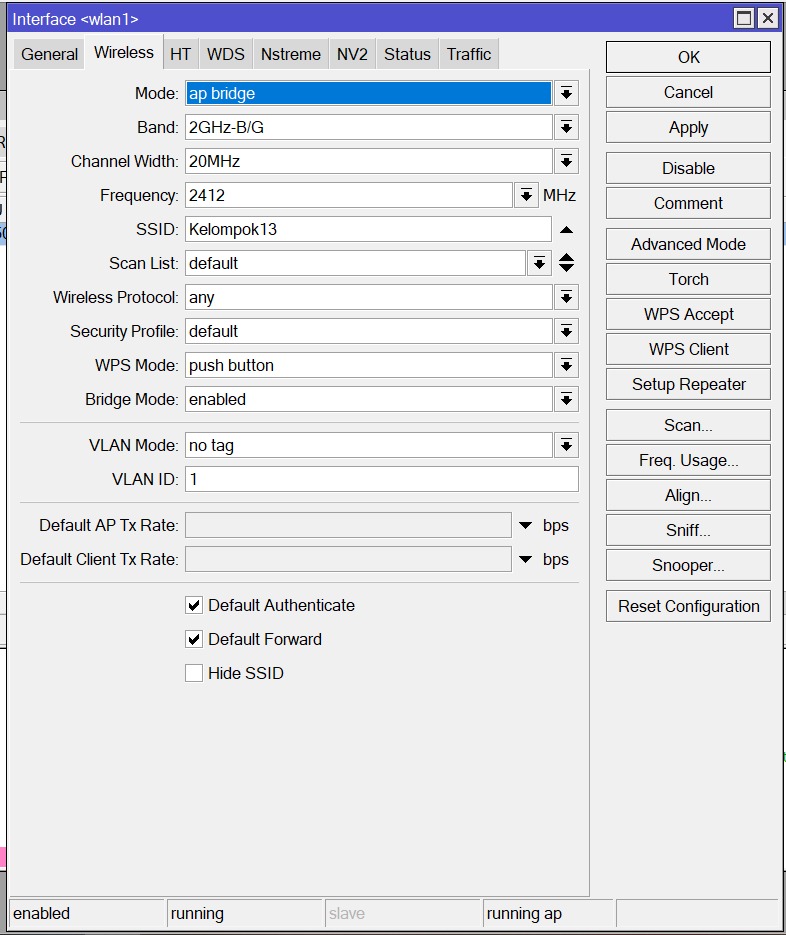 Interface <wlan1>
General Wireless HT WDS Nstreme NV2 Status Traffic
Mode: ap bridge
Band: 2GHz-B/G
Channel Width: 20MHz
Frequency: 2412 MHz
SSID: Kelompok13
Scan List: default
Wireless Protocol: any
Security Profile: default
WPS Mode: push button
Bridge Mode: enabled
VLAN Mode: no tag
VLAN ID: 1
Default AP Tx Rate: bps
Default Client Tx Rate: bps
Default Authenticate
Default Forward
Hide SSID
OK
Cancel
Apply
Disable
Comment
Advanced Mode
Torch
WPS Accept
WPS Client
Setup Repeater
Scan...
Freq. Usage...
Align...
Sniff...
Snooper...
Reset Configuration
enabled running slave running ap